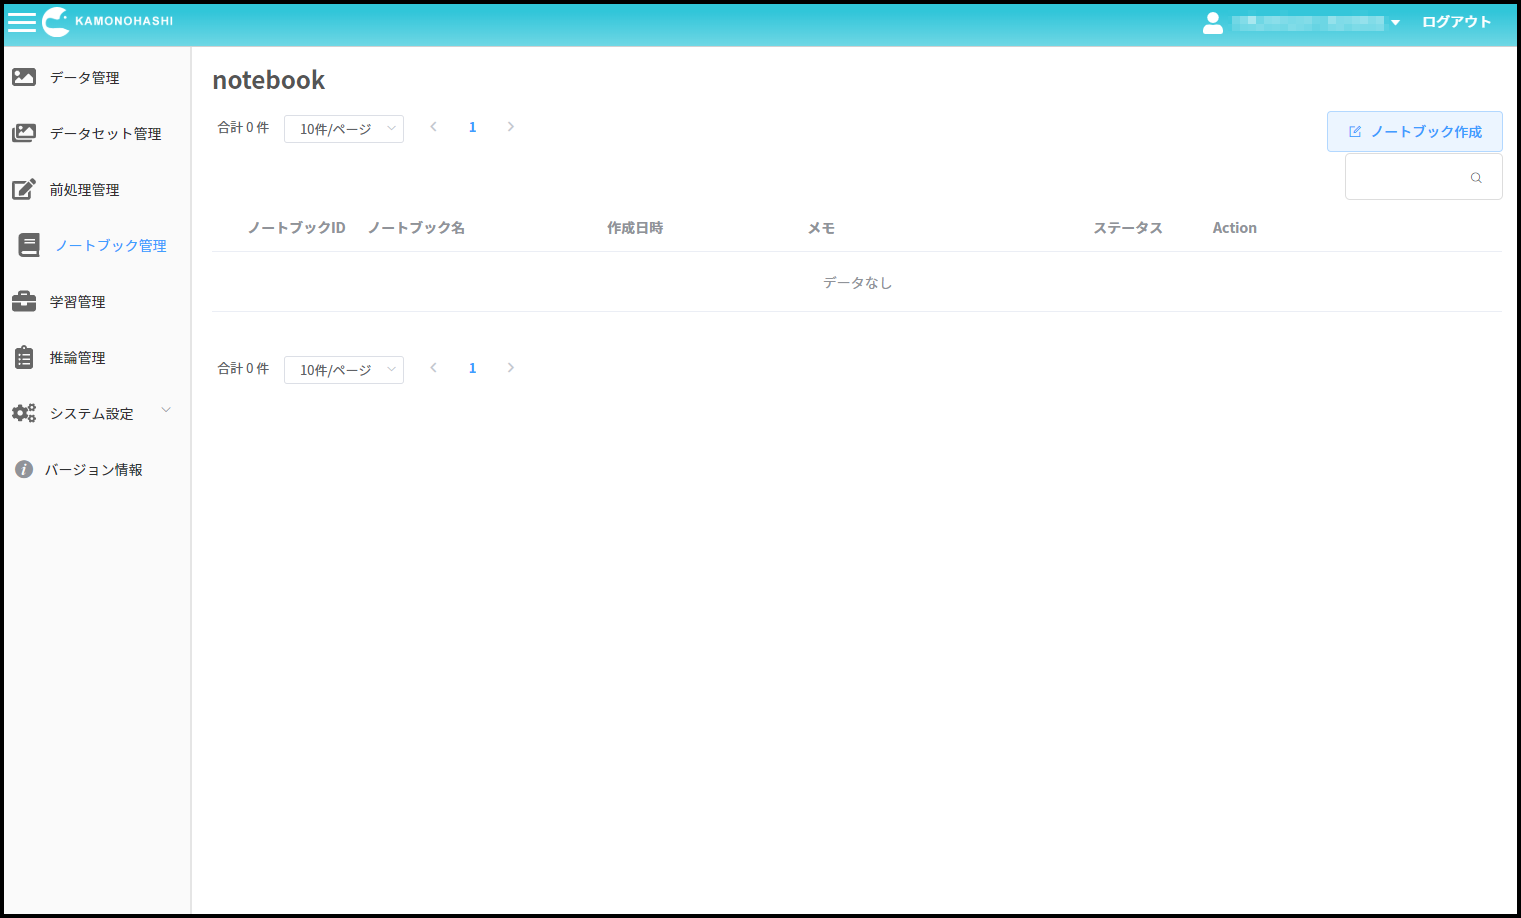 KAMONOHASHI
ログアウト
データ管理
データセット管理
前処理管理
ノートブック管理
学習管理
推論管理
システム設定
バージョン情報
notebook
合計 0 件 10件/ページ 1
ノートブック作成
ノートブックID ノートブック名 作成日時 メモ ステータス Action
データなし
合計 0 件 10件/ページ 1